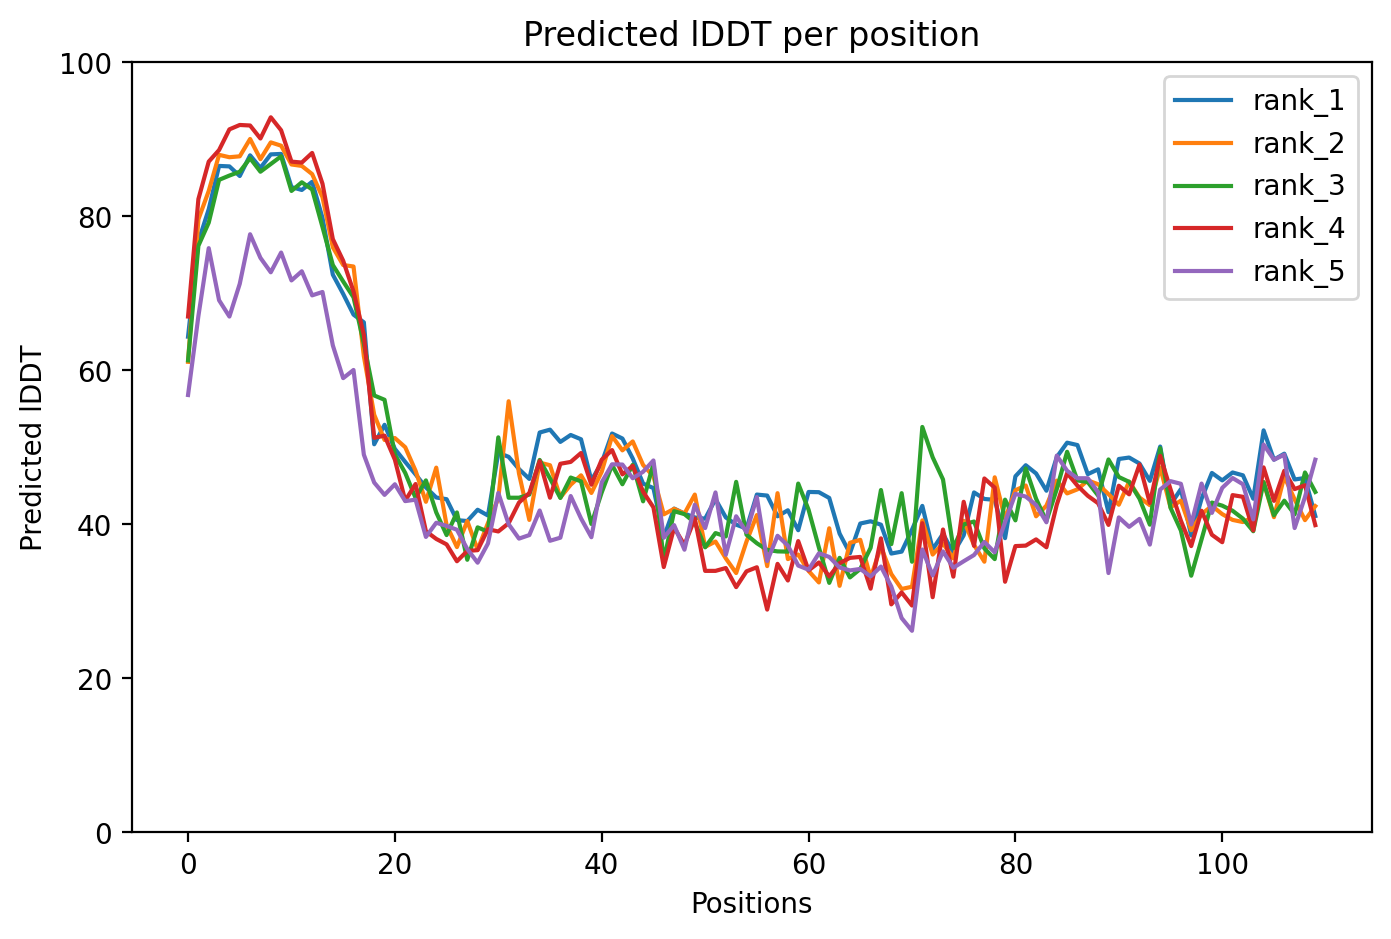 Predicted lDDT per position
100
80
60
40
20
0
Predicted lDDT
0 20 40 60 80 100
Positions
rank_1
rank_2
rank_3
rank_4
rank_5